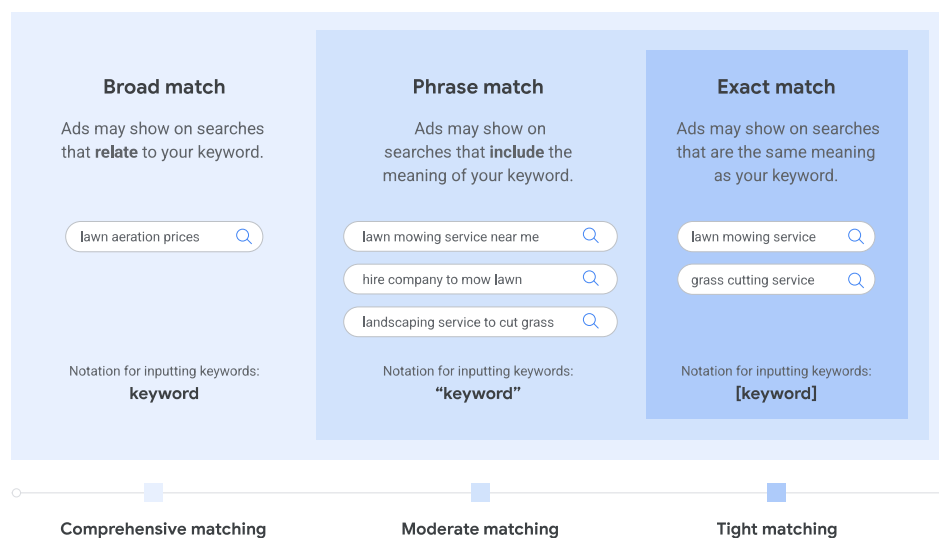 Broad match
Ads may show on searches
that relate to your keyword.
lawn aeration prices
Notation for inputting keywords:
keyword
Phrase match
Ads may show on
searches that include the
meaning of your keyword.
lawn mowing service near me
hire company to mow lawn
landscaping service to cut grass
Notation for inputting keywords:
“keyword”
Exact match
Ads may show on searches
that are the same meaning
as your keyword.
lawn mowing service
grass cutting service
Notation for inputting keywords:
[keyword]
Comprehensive matching
Moderate matching
Tight matching